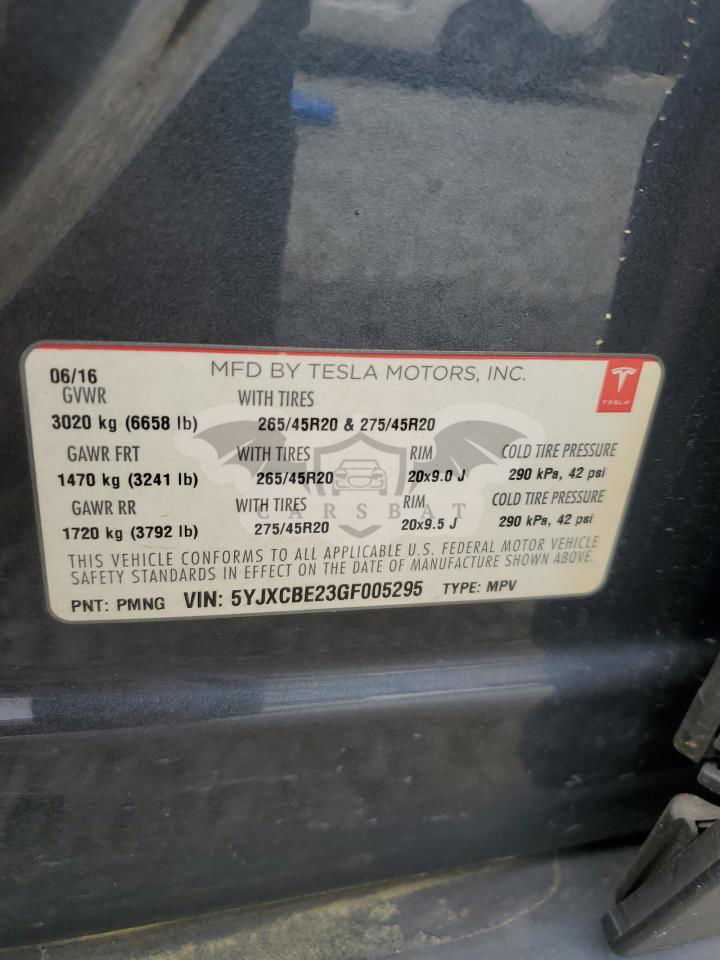 06/16 MFD BY TESLA MOTORS, INC.
TESLA
GVWR WITH TIRES
3020 kg (6658 lb) 265/45R20 & 275/45R20
GAWR FRT WITH TIRES RIM COLD TIRE PRESSURE
1470 kg (3241 lb) 265/45R20 20x9.0 J 290 kPa, 42 psi
GAWR RR WITH TIRES RIM COLD TIRE PRESSURE
CARSBAT
1720 kg (3792 lb) 275/45R20 20x9.5 J 290 kPa, 42 psi
THIS VEHICLE CONFORMS TO ALL APPLICABLE U.S. FEDERAL MOTOR VEHICLE
SAFETY STANDARDS IN EFFECT ON THE DATE OF MANUFACTURE SHOWN ABOVE.
PNT: PMNG VIN: 5YJXCBE23GF005295 TYPE: MPV